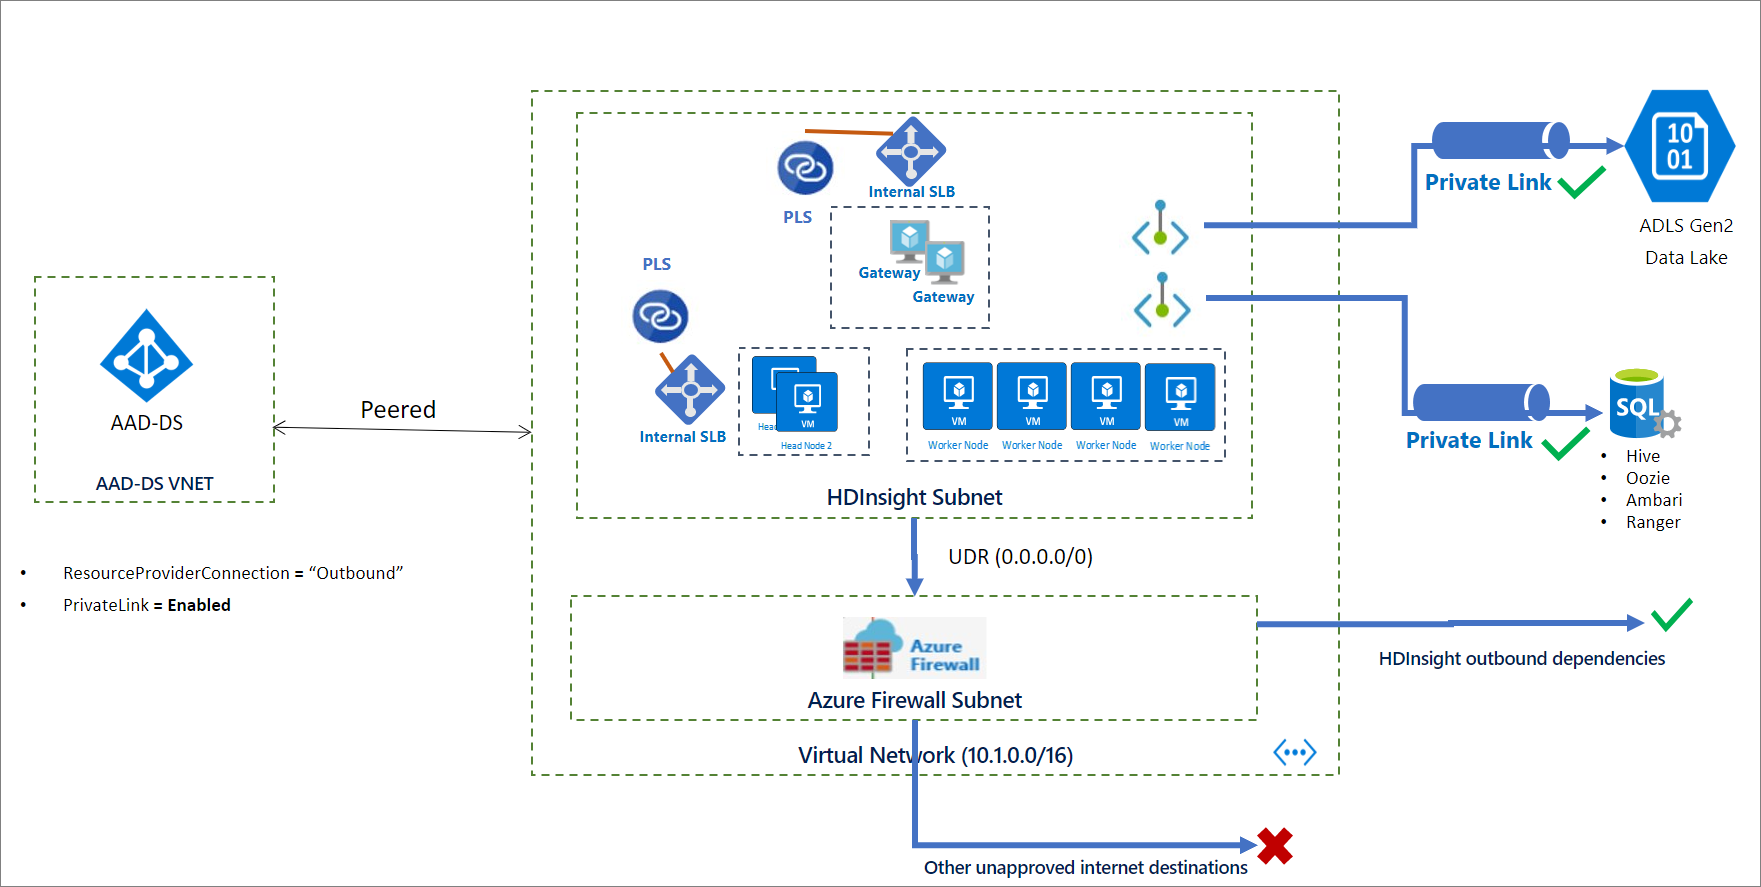 10
01
Private Link
ADLS Gen2
Data Lake
Internal SLB
PLS
Gateway
Gateway
PLS
Internal SLB
VM
Head
Head Node 2
VM
VM
VM
VM
Worker Node
Worker Node
Worker Node
Worker Node
HDInsight Subnet
AAD-DS
AAD-DS VNET
Peered
SQL
Private Link
• Hive
• Oozie
• Ambari
• Ranger
UDR (0.0.0.0/0)
• ResourceProviderConnection = “Outbound”
• PrivateLink = Enabled
Azure
Firewall
Azure Firewall Subnet
HDInsight outbound dependencies
Virtual Network (10.1.0.0/16)
Other unapproved internet destinations